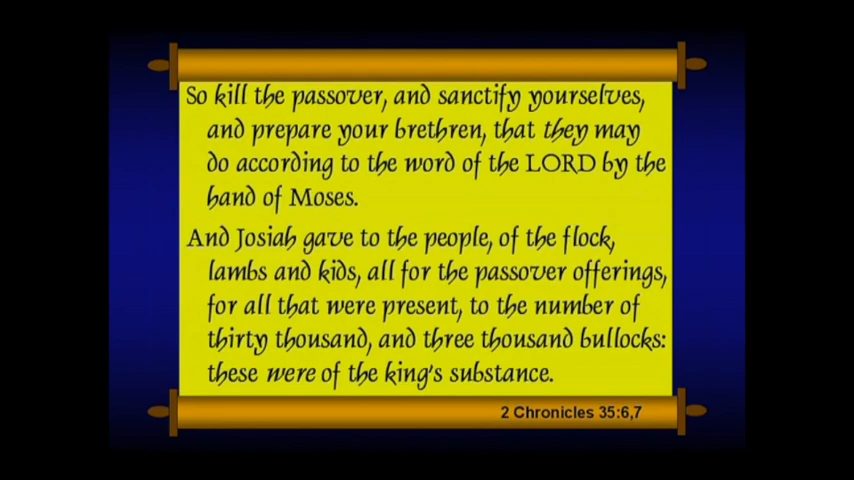 So kill the passover, and sanctify yourselves,
and prepare your brethren, that they may
do according to the word of the LORD by the
hand of Moses.
And Josiah gave to the people, of the flock,
lambs and kids, all for the passover offerings,
for all that were present, to the number of
thirty thousand, and three thousand bullocks:
these were of the king's substance.
2 Chronicles 35:6,7